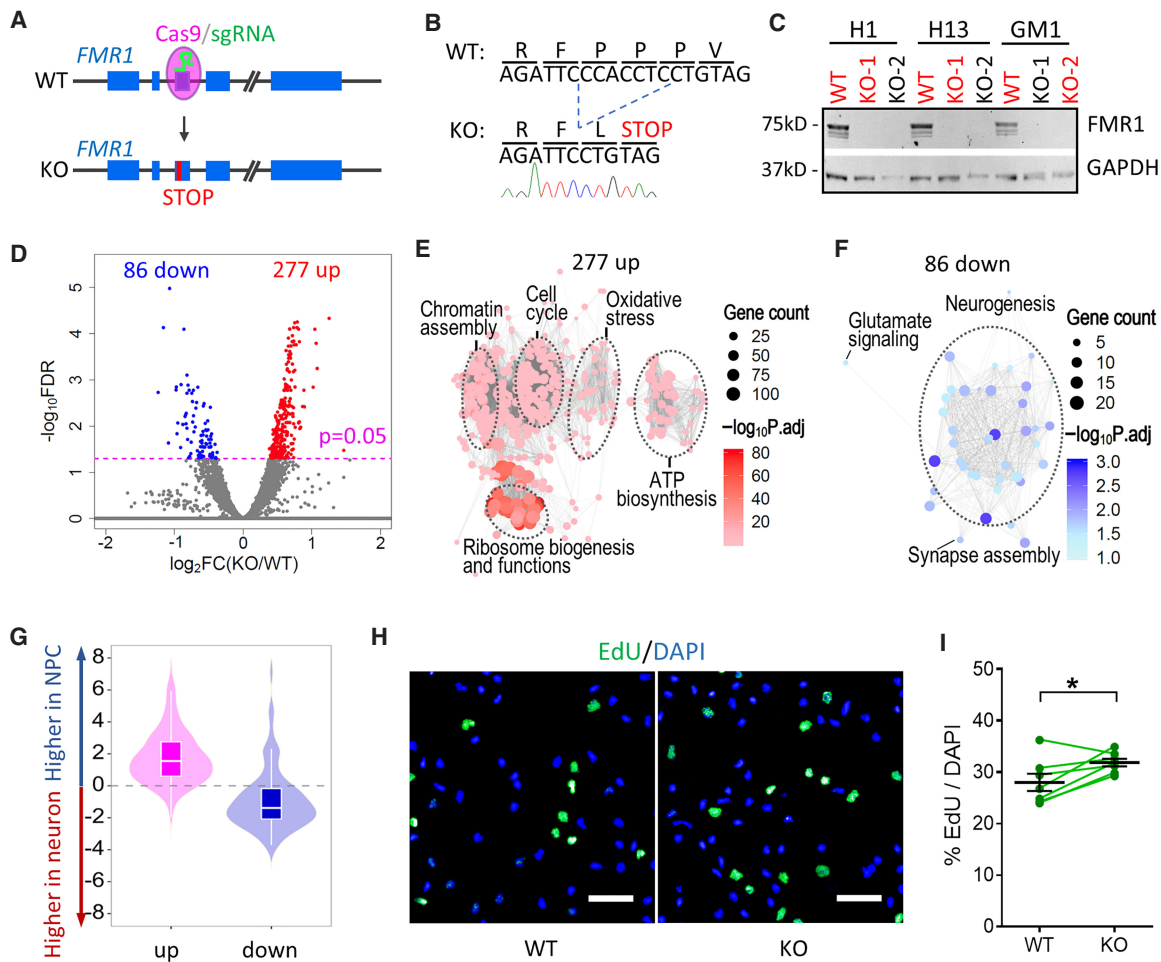 A
Cas9/sgRNA
FMR1
WT
FMR1
KO
STOP
B
WT:
R F P P P V
AGATTCCCACCTCCTGTAG
KO:
R F L STOP
AGATTCCTGTAG
C
H1 H13 GM1
WT KO-1 KO-2 WT KO-1 KO-2 WT KO-1 KO-2
75kD - FMR1
37kD - GAPDH
D
86 down 277 up
p=0.05
-log10FDR
5
4
3
2
1
0
-2 -1 0 1 2
log2FC(KO/WT)
E
277 up
Chromatin
assembly
Cell
cycle
Oxidative
stress
ATP
biosynthesis
Ribosome biogenesis
and functions
Gene count
25
50
75
100
−log10P.adj
80
60
40
20
F
86 down
Neurogenesis
Glutamate
signaling
Synapse assembly
Gene count
5
10
15
20
−log10P.adj
3.0
2.5
2.0
1.5
1.0
G
Higher in NPC
Higher in neuron
8
6
4
2
0
-2
-4
-6
-8
up down
H
EdU/DAPI
WT KO
I
% EdU / DAPI
50
40
30
20
10
0
*
WT KO